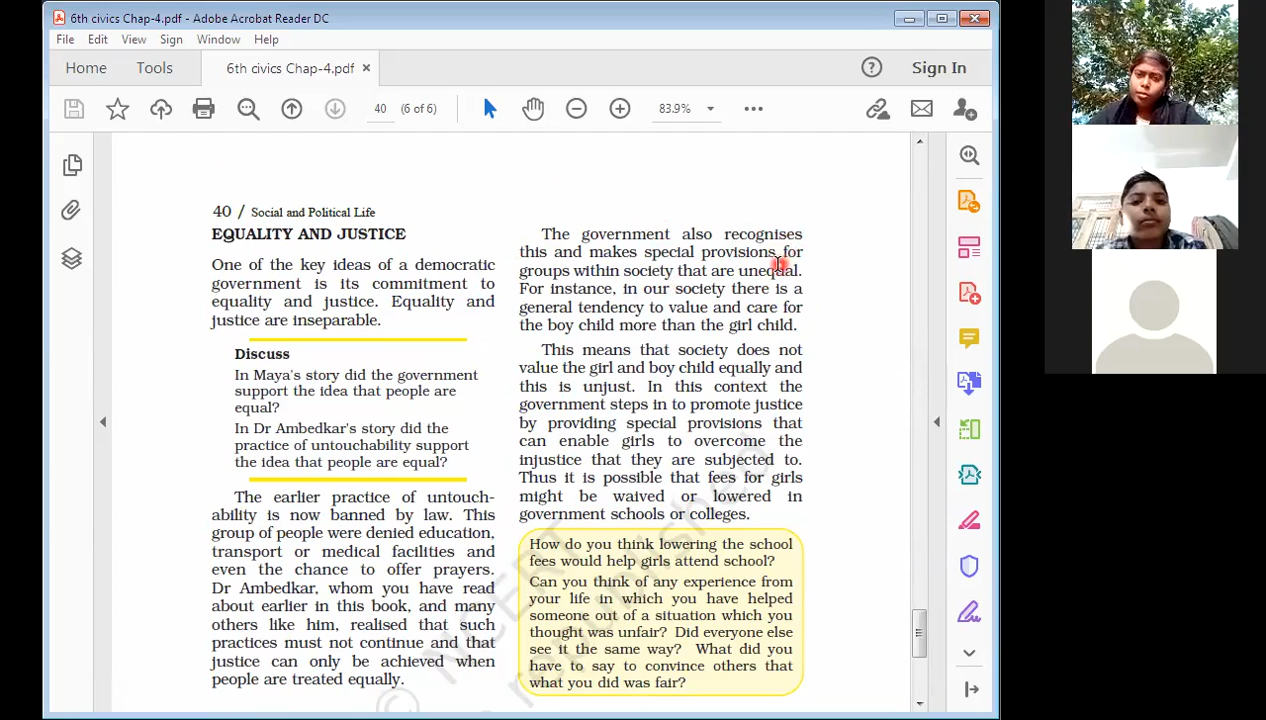 6th civics Chap-4.pdf - Adobe Acrobat Reader DC
File Edit View Sign Window Help
Home Tools 6th civics Chap-4.pdf × ? Sign In
40 (6 of 6) 83.9%
40 / Social and Political Life
EQUALITY AND JUSTICE
One of the key ideas of a democratic
government is its commitment to
equality and justice. Equality and
justice are inseparable.
Discuss
In Maya's story did the government
support the idea that people are
equal?
In Dr Ambedkar's story did the
practice of untouchability support
the idea that people are equal?
The earlier practice of untouch-
ability is now banned by law. This
group of people were denied education,
transport or medical facilities and
even the chance to offer prayers.
Dr Ambedkar, whom you have read
about earlier in this book, and many
others like him, realised that such
practices must not continue and that
justice can only be achieved when
people are treated equally.
The government also recognises
this and makes special provisions for
groups within society that are unequal.
For instance, in our society there is a
general tendency to value and care for
the boy child more than the girl child.
This means that society does not
value the girl and boy child equally and
this is unjust. In this context the
government steps in to promote justice
by providing special provisions that
can enable girls to overcome the
injustice that they are subjected to.
Thus it is possible that fees for girls
might be waived or lowered in
government schools or colleges.
How do you think lowering the school
fees would help girls attend school?
Can you think of any experience from
your life in which you have helped
someone out of a situation which you
thought was unfair? Did everyone else
see it the same way? What did you
have to say to convince others that
what you did was fair?
© NCERT
republished